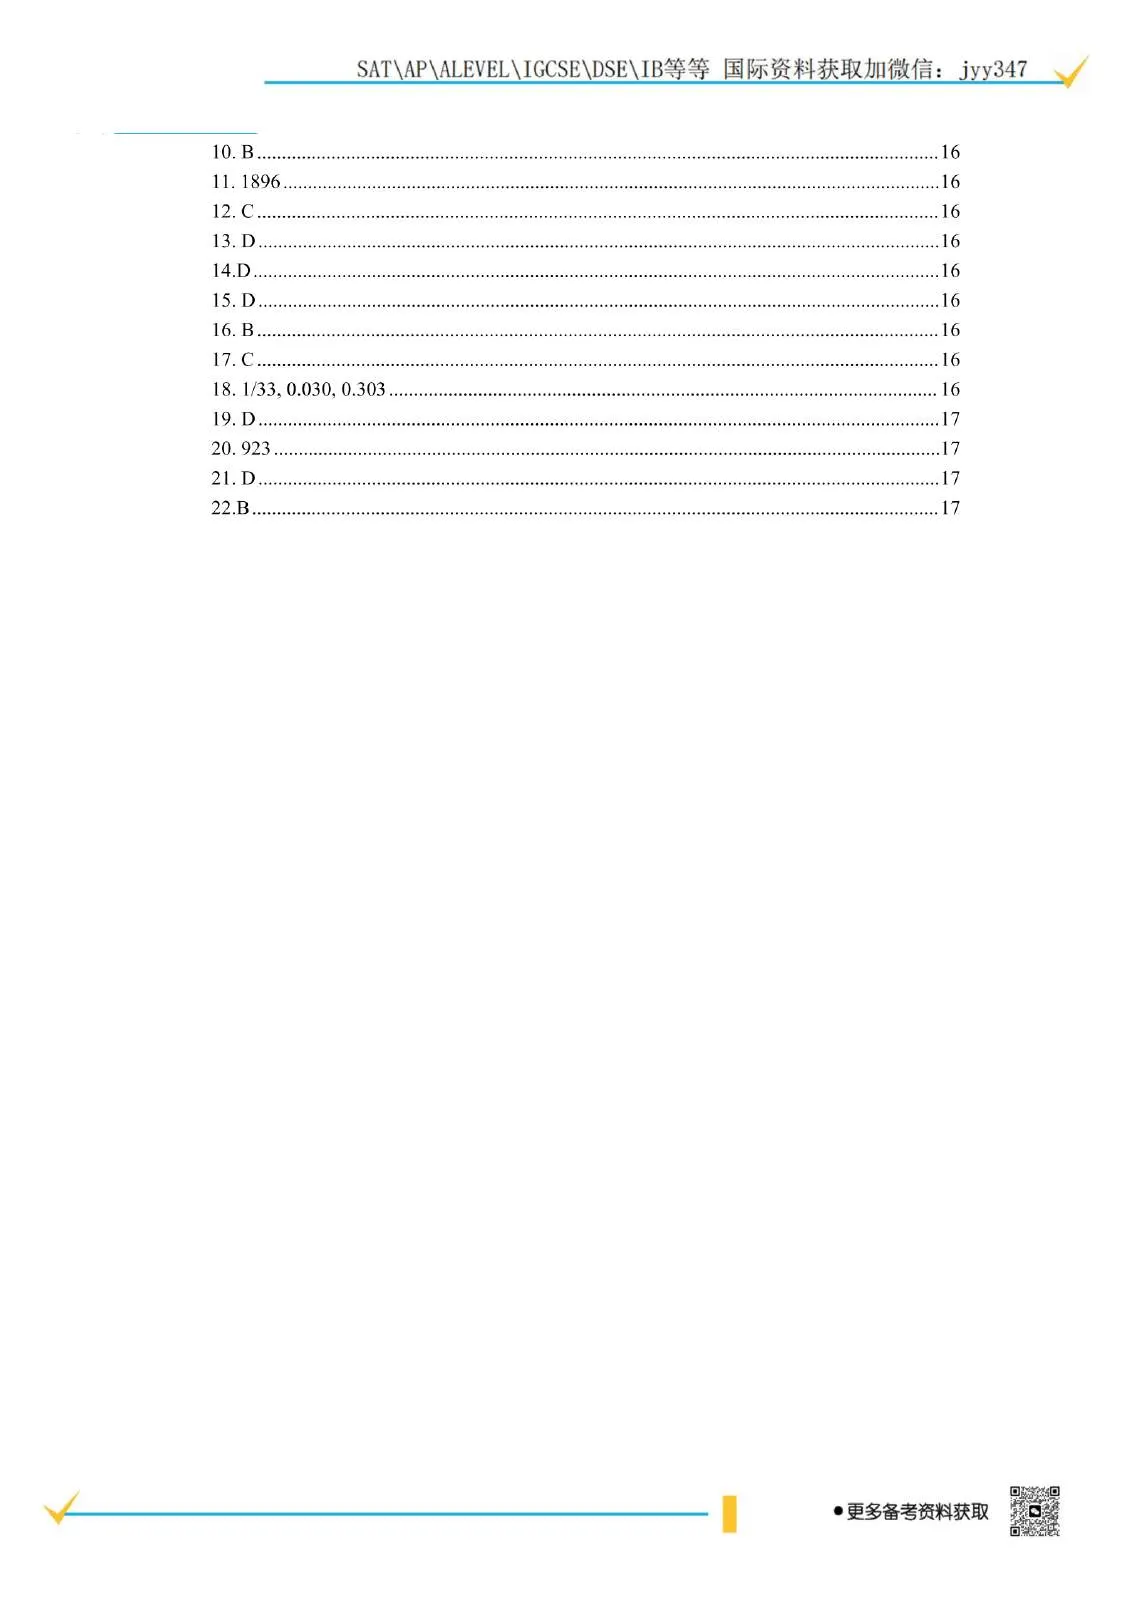 SAT\AP\ALEVEL\IGCSE\DSE\IB等等 国际资料获取加微信：jyy347
10. B........................................16
11. 1896........................................16
12. C........................................16
13. D........................................16
14.D........................................16
15. D........................................16
16. B........................................16
17. C........................................16
18. 1/33, 0.030, 0.303........................................16
19. D........................................17
20. 923........................................17
21. D........................................17
22.B........................................17
●更多备考资料获取